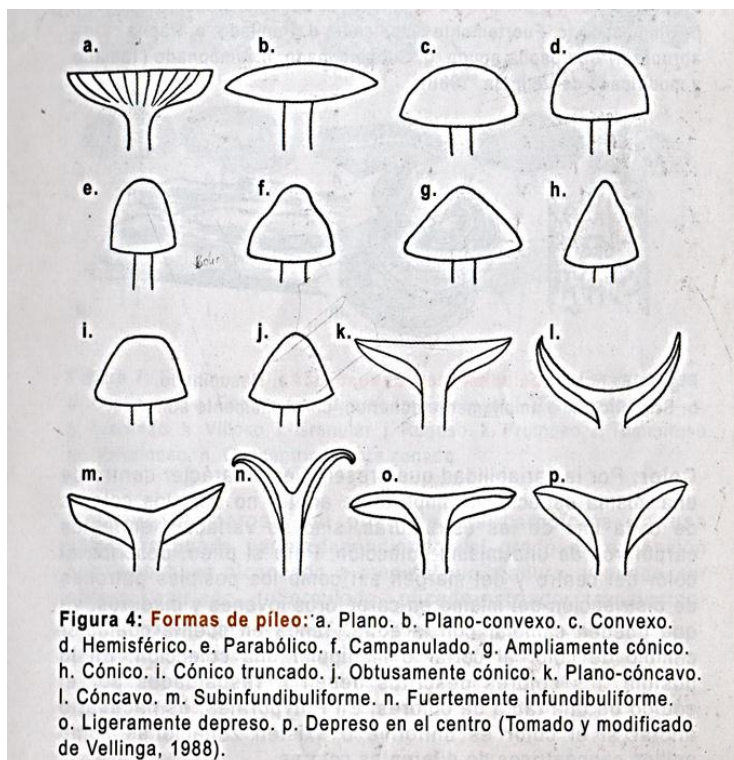 a.
b.
c.
d.
e.
f.
g.
h.
i.
j.
k.
l.
m.
n.
o.
p.
Figura 4: Formas de píleo: a. Plano. b. Plano-convexo. c. Convexo.
d. Hemisférico. e. Parabólico. f. Campanulado. g. Ampliamente cónico.
h. Cónico. i. Cónico truncado. j. Obtusamente cónico. k. Plano-cóncavo.
l. Cóncavo. m. Subinfundibuliforme. n. Fuertemente infundibuliforme.
o. Ligeramente depreso. p. Depreso en el centro (Tomado y modificado
de Vellinga, 1988).